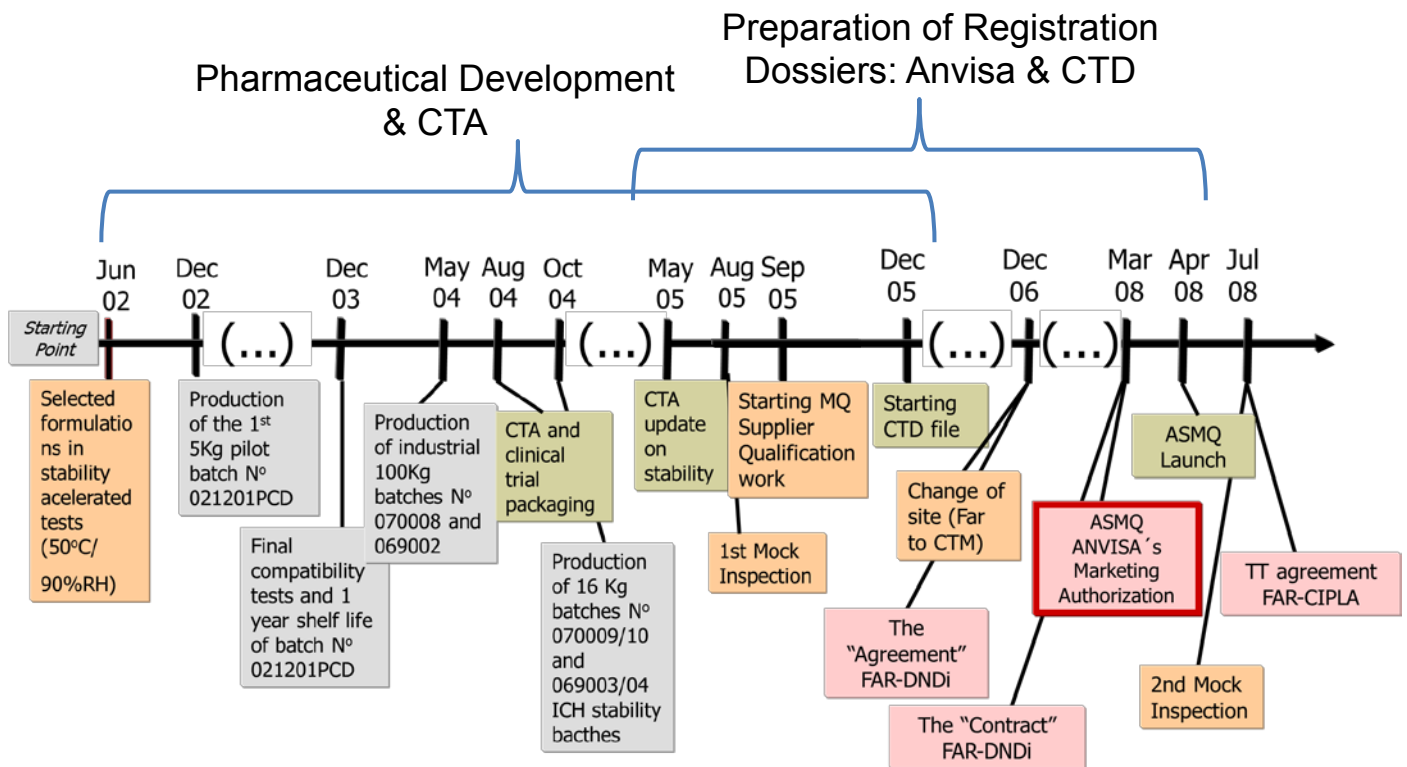 Preparation of Registration
Dossiers: Anvisa & CTD
Pharmaceutical Development
& CTA
Jun
02
Dec
02
Dec
03
May
04
Aug
04
Oct
04
May
05
Aug
05
Sep
05
Dec
05
Dec
06
Mar
08
Apr
08
Jul
08
Starting
Point
(...)
(...)
(...)
(...)
Selected
formulatio
ns in
stability
acelerated
tests
(50ºC/
90%RH)
Production
of the 1st
5Kg pilot
batch Nº
021201PCD
Final
compatibility
tests and 1
year shelf life
of batch Nº
021201PCD
Production
of industrial
100Kg
batches Nº
070008 and
069002
CTA and
clinical
trial
packaging
Production
of 16 Kg
batches Nº
070009/10
and
069003/04
ICH stability
bacthes
CTA
update
on
stability
1st Mock
Inspection
Starting MQ
Supplier
Qualification
work
Starting
CTD file
Change of
site (Far
to CTM)
The
“Agreement”
FAR-DNDi
The “Contract”
FAR-DNDi
ASMQ
ANVISA´s
Marketing
Authorization
ASMQ
Launch
2nd Mock
Inspection
TT agreement
FAR-CIPLA